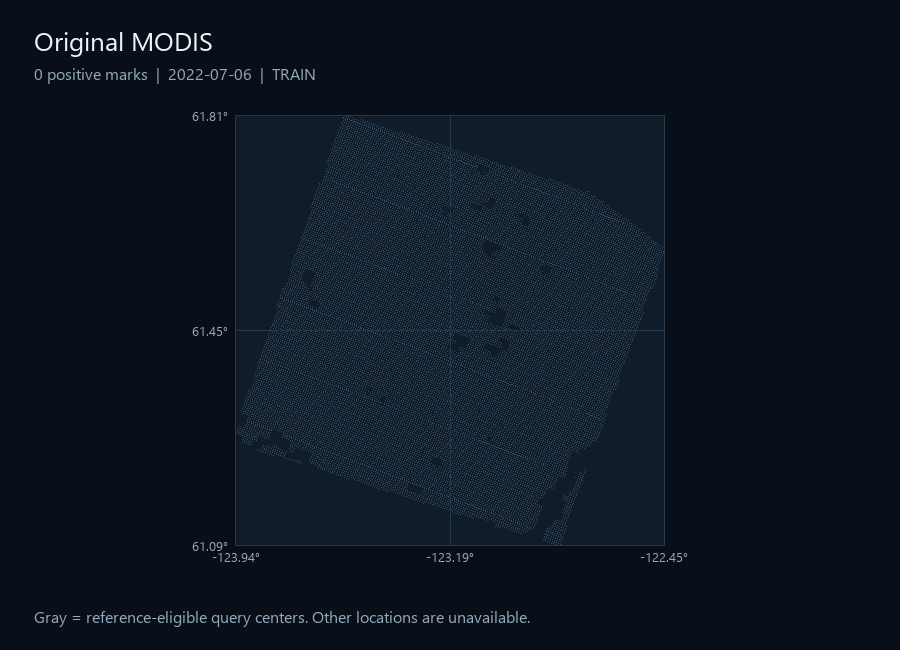 Original MODIS
0 positive marks | 2022-07-06 | TRAIN
61.81°
61.45°
61.09°
-123.94°
-123.19°
-122.45°
Gray = reference-eligible query centers. Other locations are unavailable.